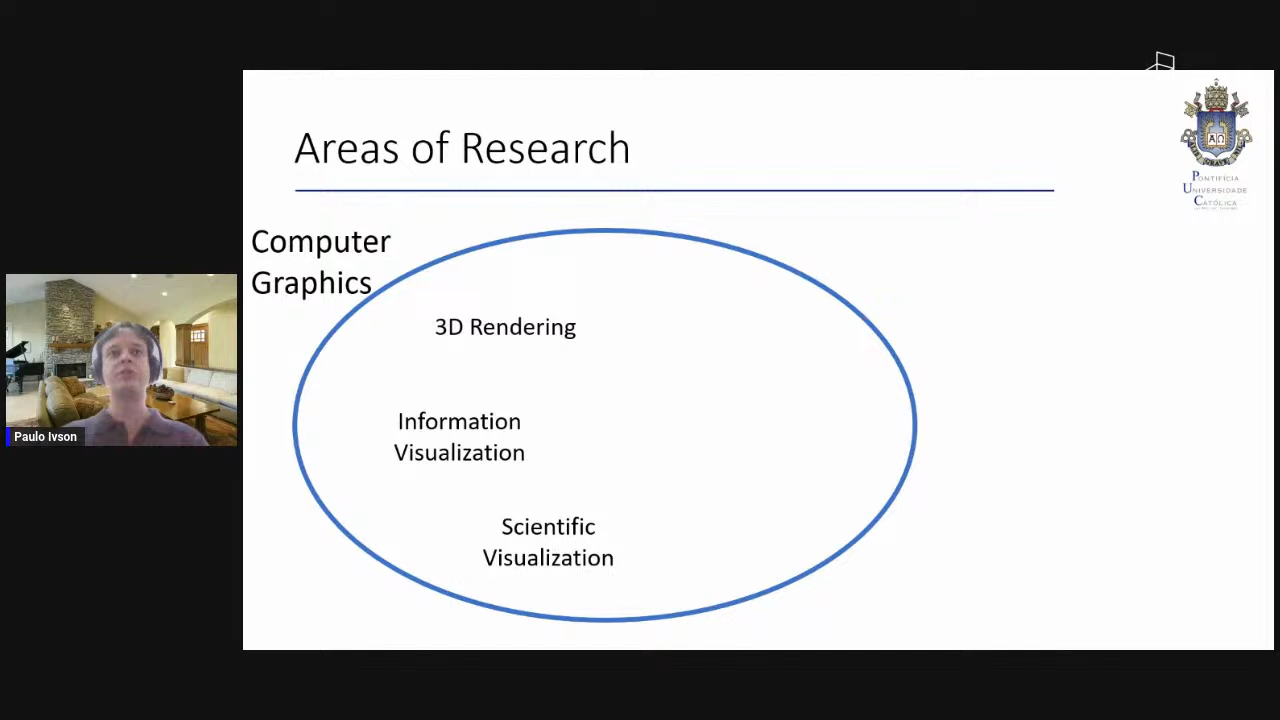 Areas of Research
PONTIFÍCIA
UNIVERSIDADE
CATÓLICA
Computer
Graphics
3D Rendering
Information
Visualization
Scientific
Visualization
Paulo Ivson